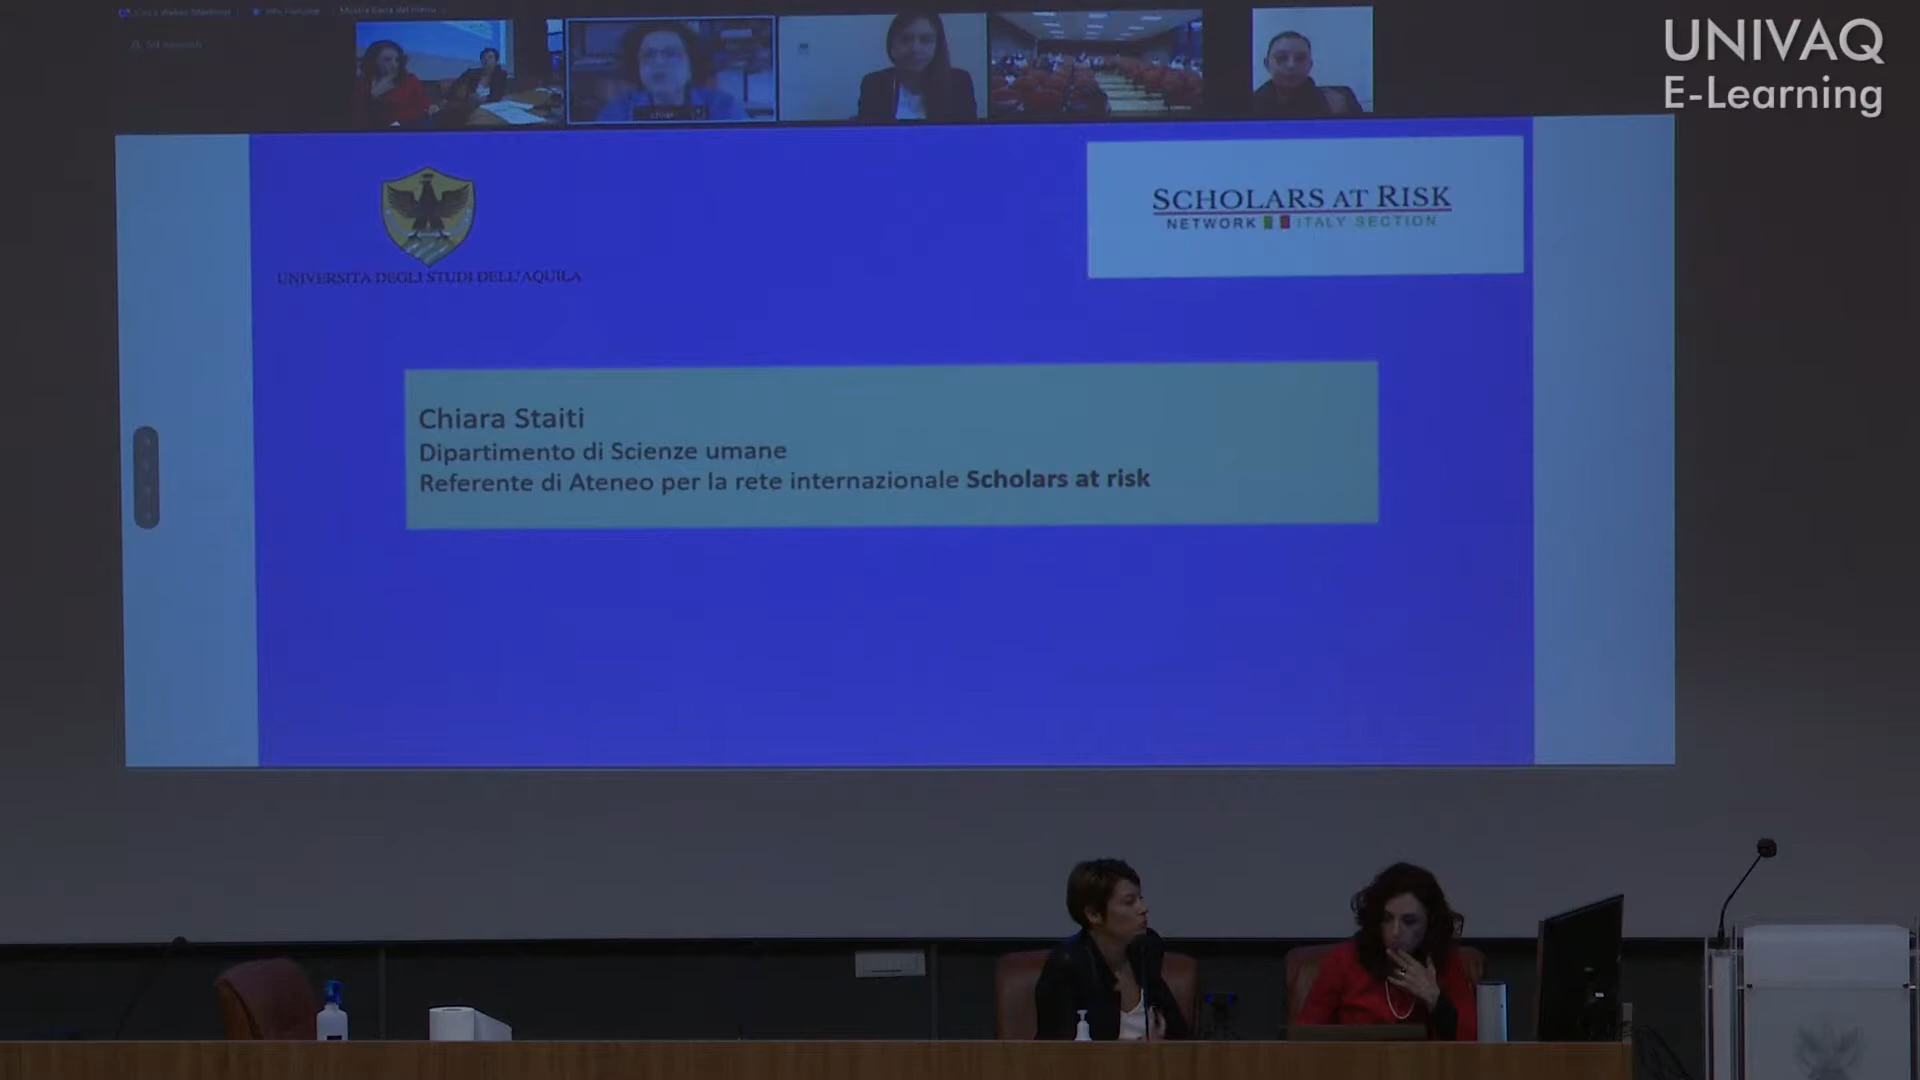 UNIVAQ
E-Learning
UNIVERSITÀ DEGLI STUDI DELL'AQUILA
SCHOLARS AT RISK
NETWORK ITALY SECTION
Chiara Staiti
Dipartimento di Scienze umane
Referente di Ateneo per la rete internazionale Scholars at risk